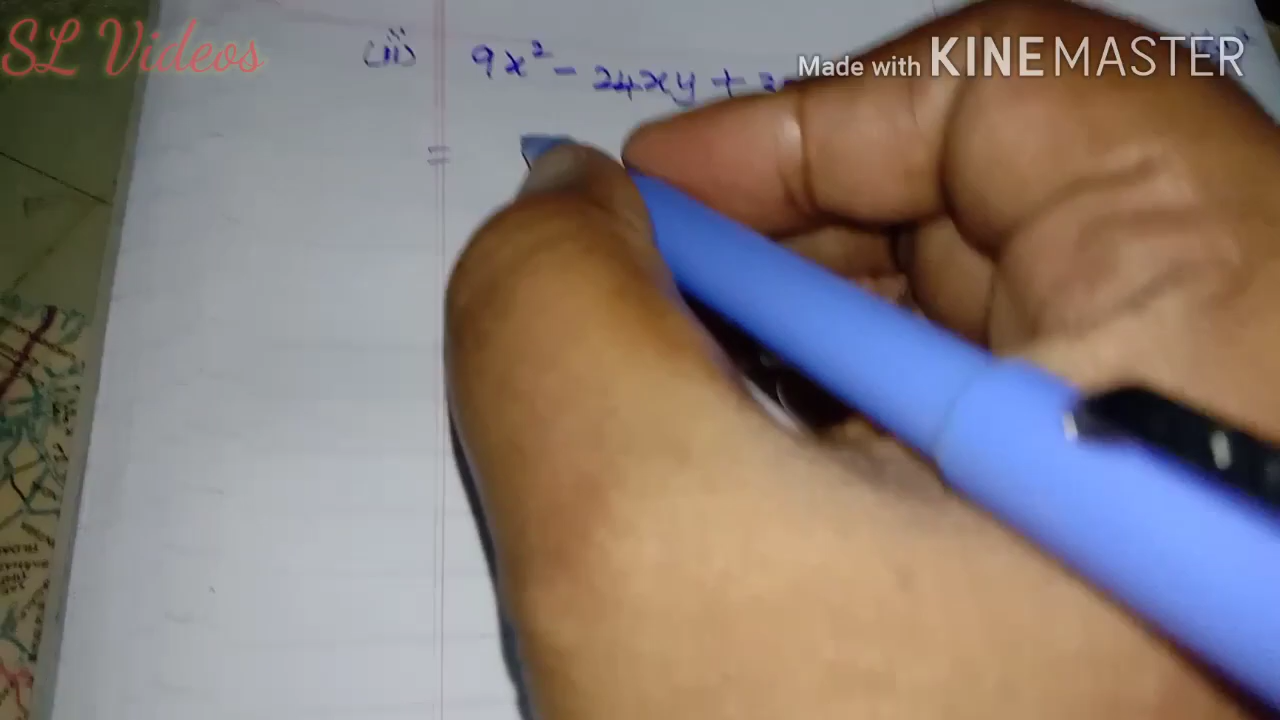 SL Videos
Made with KINEMASTER
(iii) 9x² - 24xy +
=